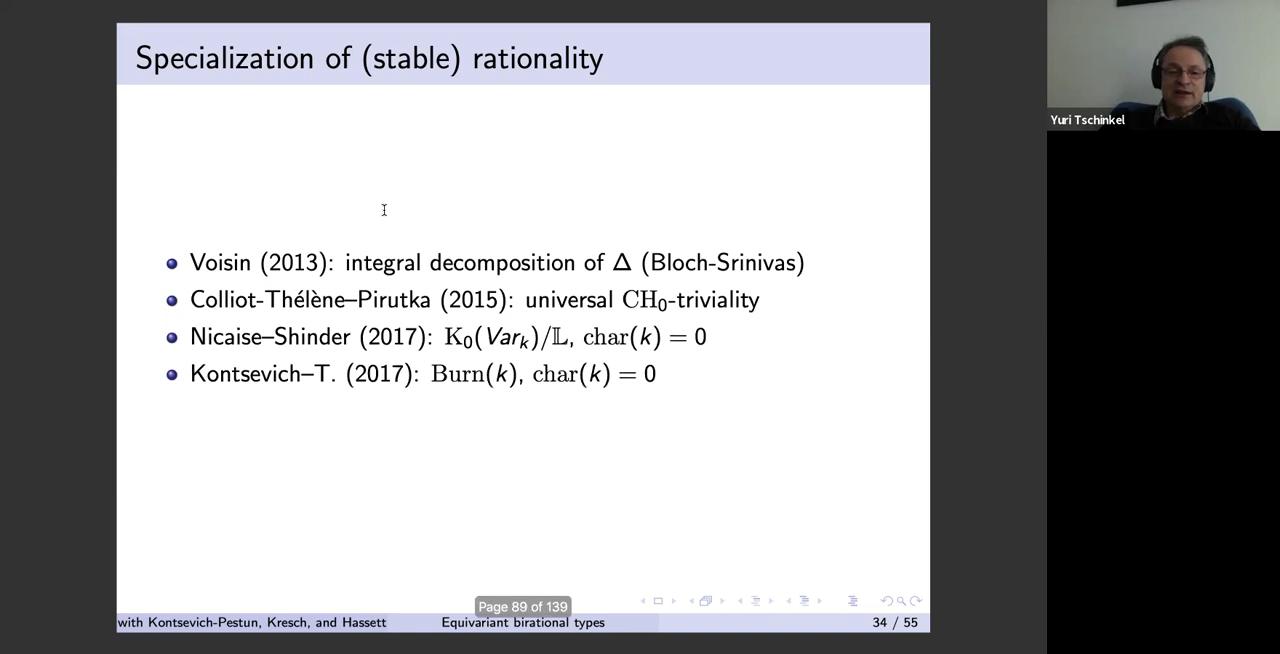 Specialization of (stable) rationality
Yuri Tschinkel
Voisin (2013): integral decomposition of Δ (Bloch-Srinivas)
Colliot-Thélène–Pirutka (2015): universal CH₀-triviality
Nicaise–Shinder (2017): K₀(Varₖ)/𝕃, char(k) = 0
Kontsevich–T. (2017): Burn(k), char(k) = 0
Page 89 of 139
with Kontsevich-Pestun, Kresch, and Hassett
Equivariant birational types
34 / 55